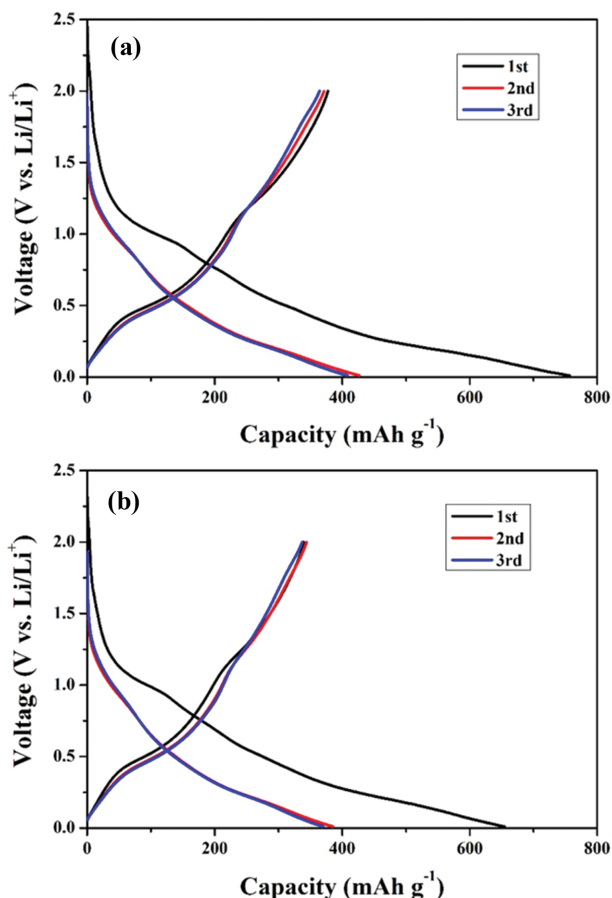 (a)
1st
2nd
3rd
2.5
2.0
1.5
1.0
0.5
0.0
Voltage (V vs. Li/Li⁺)
0 200 400 600 800
Capacity (mAh g⁻¹)
(b)
1st
2nd
3rd
2.5
2.0
1.5
1.0
0.5
0.0
Voltage (V vs. Li/Li⁺)
0 200 400 600 800
Capacity (mAh g⁻¹)